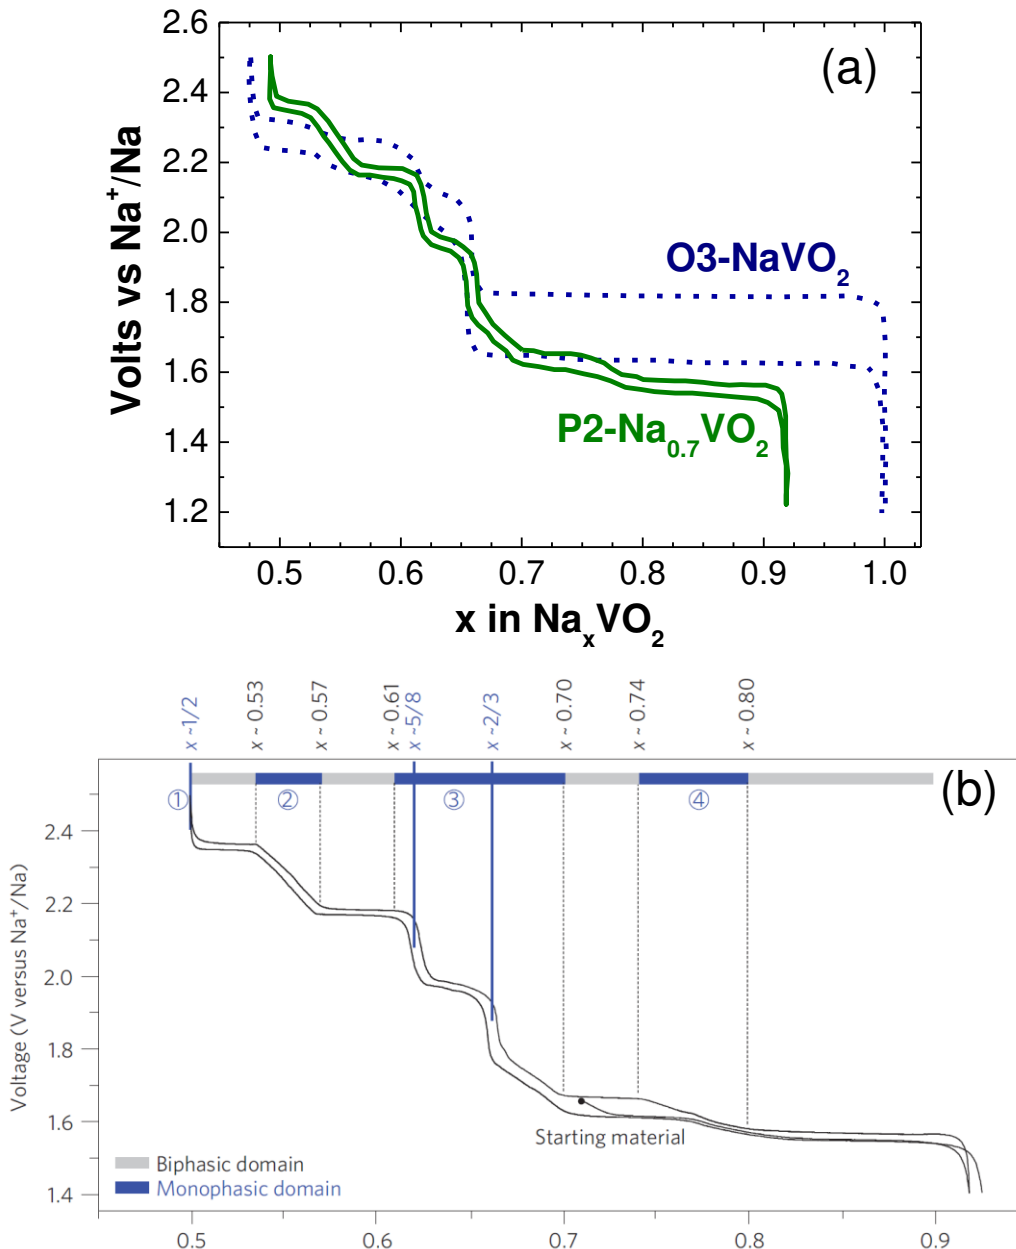 2.6
2.4
2.2
2.0
1.8
1.6
1.4
1.2
Volts vs Na⁺/Na
(a)
O3-NaVO₂
P2-Na₀.₇VO₂
0.5 0.6 0.7 0.8 0.9 1.0
x in NaₓVO₂
x ~1/2
x ~ 0.53
x ~ 0.57
x ~ 0.61
x ~5/8
x ~2/3
x ~ 0.70
x ~ 0.74
x ~ 0.80
(b)
① ② ③ ④
2.4
2.2
2.0
1.8
1.6
1.4
Voltage (V versus Na⁺/Na)
Starting material
Biphasic domain
Monophasic domain
0.5 0.6 0.7 0.8 0.9